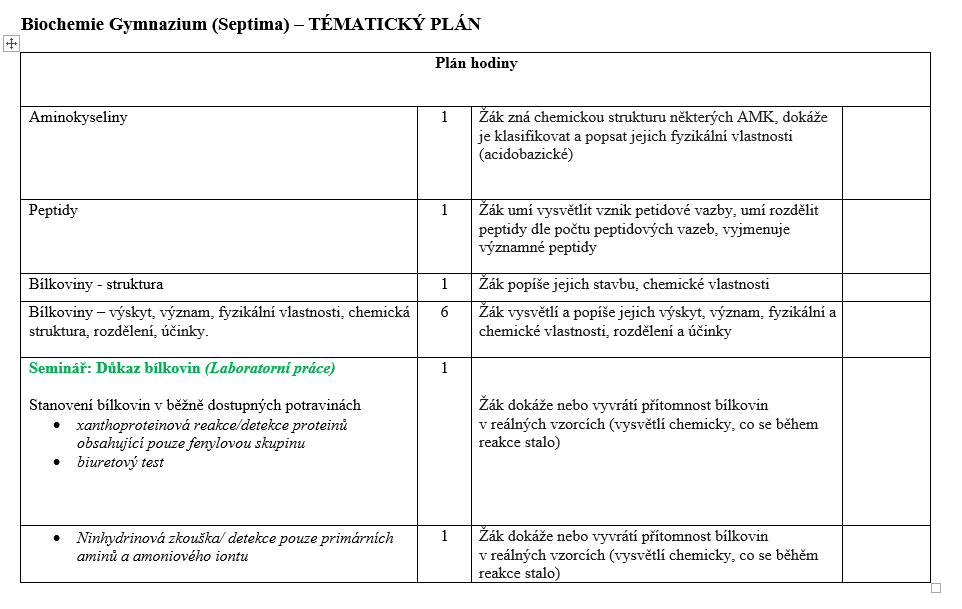 Biochemie Gymnazium (Septima) – TÉMATICKÝ PLÁN
Plán hodiny
Aminokyseliny
1
Žák zná chemickou strukturu některých AMK, dokáže
je klasifikovat a popsat jejich fyzikální vlastnosti
(acidobazické)
Peptidy
1
Žák umí vysvětlit vznik petidové vazby, umí rozdělit
peptidy dle počtu peptidových vazeb, vyjmenuje
významné peptidy
Bílkoviny - struktura
1
Žák popíše jejich stavbu, chemické vlastnosti
Bílkoviny – výskyt, význam, fyzikální vlastnosti, chemická
struktura, rozdělení, účinky.
6
Žák vysvětlí a popíše jejich výskyt, význam, fyzikální a
chemické vlastnosti, rozdělení a účinky
Seminář: Důkaz bílkovin (Laboratorní práce)
1
Stanovení bílkovin v běžně dostupných potravinách
• xanthoproteinová reakce/detekce proteinů
obsahující pouze fenylovou skupinu
• biuretový test
Žák dokáže nebo vyvrátí přítomnost bílkovin
v reálných vzorcích (vysvětlí chemicky, co se během
reakce stalo)
• Ninhydrinová zkouška/ detekce pouze primárních
aminů a amoniového iontu
1
Žák dokáže nebo vyvrátí přítomnost bílkovin
v reálných vzorcích (vysvětlí chemicky, co se běhěm
reakce stalo)